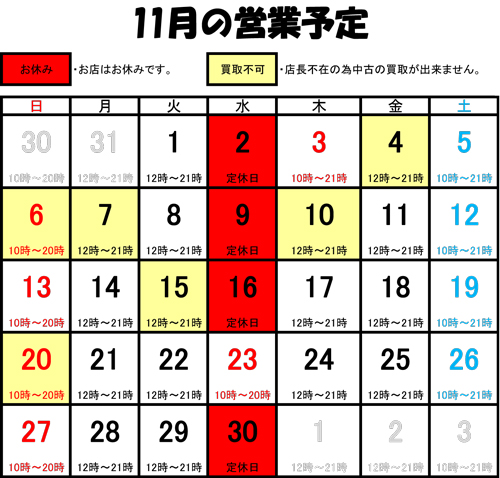 11月の営業予定
お休み ・お店はお休みです。 買取不可 ・店長不在の為中古の買取が出来ません。
日 月 火 水 木 金 土
30 31 1 2 3 4 5
10時～20時 12時～21時 12時～21時 定休日 10時～21時 12時～21時 10時～21時
6 7 8 9 10 11 12
10時～20時 12時～21時 12時～21時 定休日 12時～21時 12時～21時 10時～21時
13 14 15 16 17 18 19
10時～20時 12時～21時 12時～21時 定休日 12時～21時 12時～21時 10時～21時
20 21 22 23 24 25 26
10時～20時 12時～21時 12時～21時 10時～20時 12時～21時 12時～21時 10時～21時
27 28 29 30 1 2 3
10時～20時 12時～21時 12時～21時 定休日 12時～21時 12時～21時 10時～21時